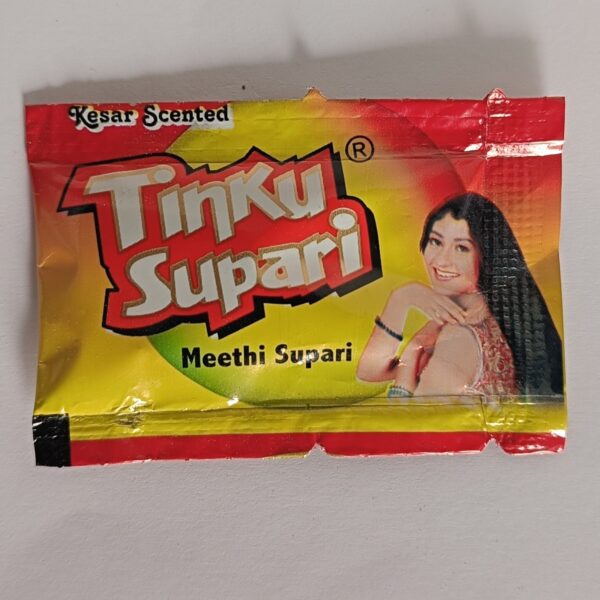 Kesar Scented
Tinku ®
Supari
Meethi Supari